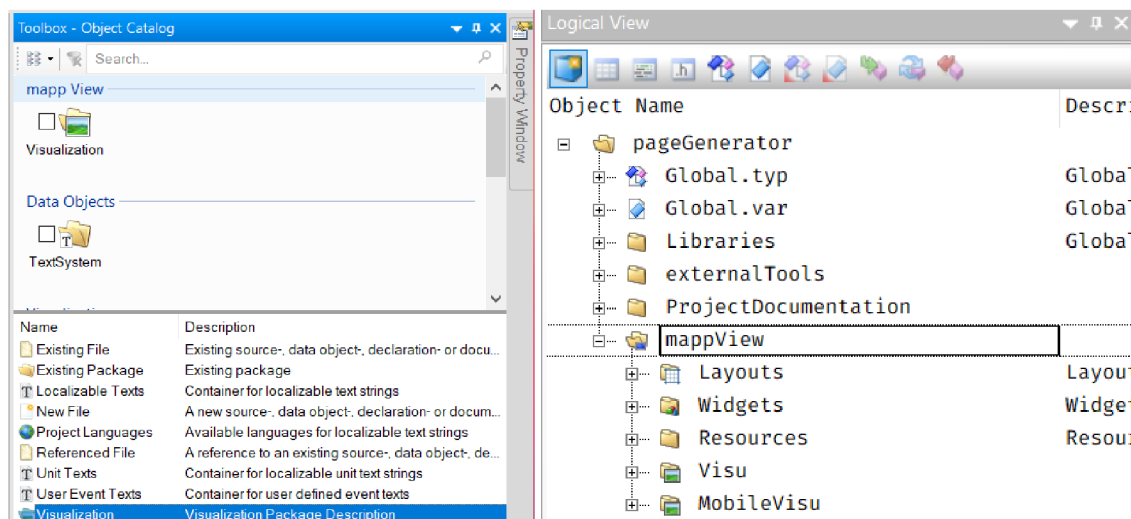 Toolbox - Object Catalog
Search...
mapp View
Visualization
Data Objects
TextSystem
Name Description
Existing File Existing source-, data object-, declaration- or docu...
Existing Package Existing package
Localizable Texts Container for localizable text strings
New File A new source-, data object-, declaration- or docum...
Project Languages Available languages for localizable text strings
Referenced File A reference to an existing source-, data object-, de...
Unit Texts Container for localizable unit text strings
User Event Texts Container for user defined event texts
Visualization Visualization Package Description
Property Window
Logical View
Object Name Descri
pageGenerator
Global.typ Global
Global.var Global
Libraries Global
externalTools
ProjectDocumentation
mappView
Layouts Layou
Widgets Widge
Resources Resou
Visu
MobileVisu